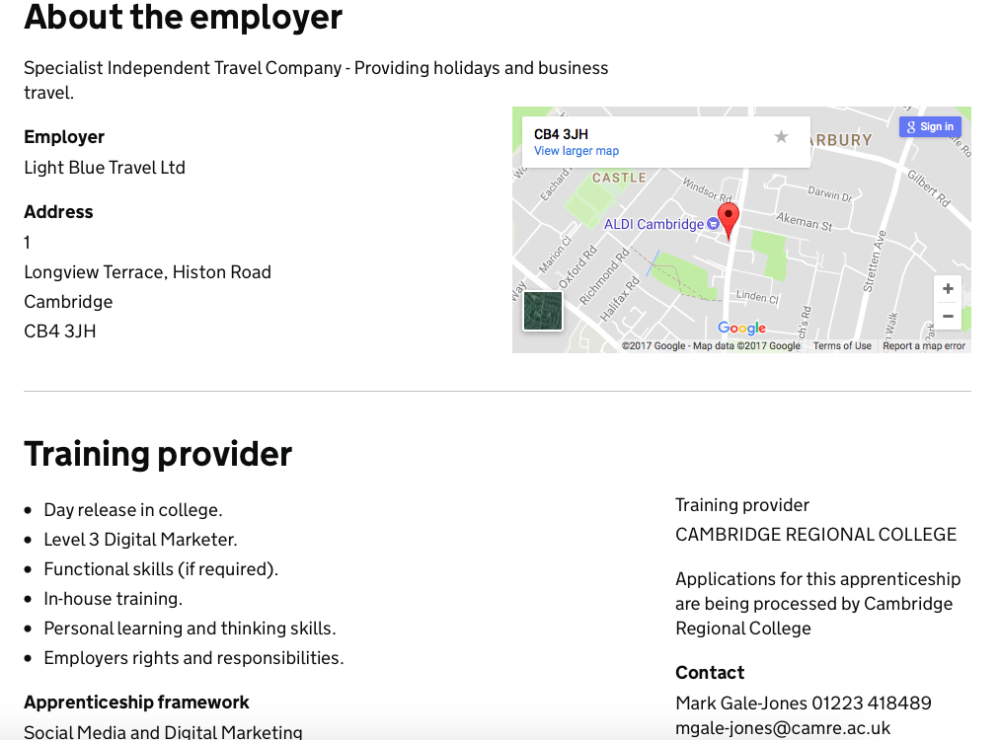 About the employer
Specialist Independent Travel Company - Providing holidays and business
travel.
Employer
Light Blue Travel Ltd
Address
1
Longview Terrace, Histon Road
Cambridge
CB4 3JH
CB4 3JH
View larger map
Sign in
ARBURY
CASTLE
Eachard
Windsor Rd
Darwin Dr
Gilbert Rd
ALDI Cambridge
Akeman St
Marion Cl
Oxford Rd
Richmond Rd
Halifax Rd
Stretten Ave
Way
Linden Cl
ch's Rd
Walk
Park
+
−
Google
©2017 Google - Map data ©2017 Google Terms of Use Report a map error
Training provider
• Day release in college.
• Level 3 Digital Marketer.
• Functional skills (if required).
• In-house training.
• Personal learning and thinking skills.
• Employers rights and responsibilities.
Apprenticeship framework
Social Media and Digital Marketing
Training provider
CAMBRIDGE REGIONAL COLLEGE
Applications for this apprenticeship
are being processed by Cambridge
Regional College
Contact
Mark Gale-Jones 01223 418489
mgale-jones@camre.ac.uk